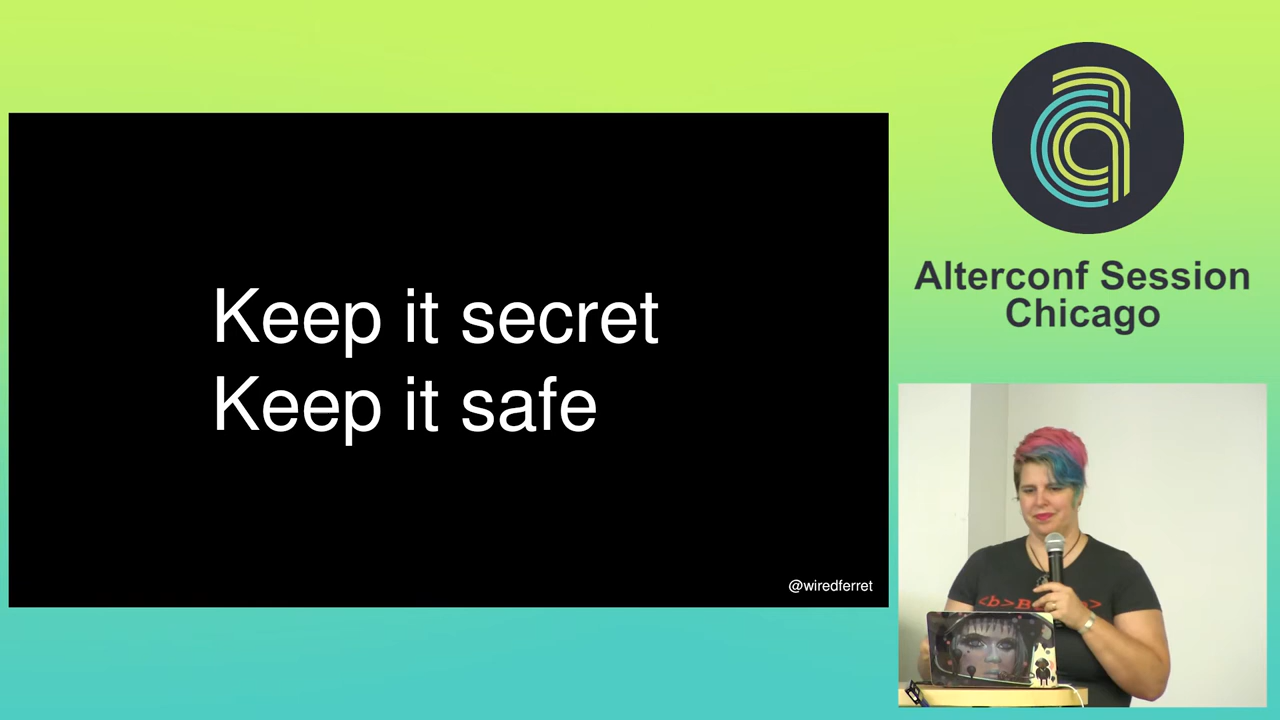 Keep it secret
Keep it safe
@wiredferret
Alterconf Session
Chicago